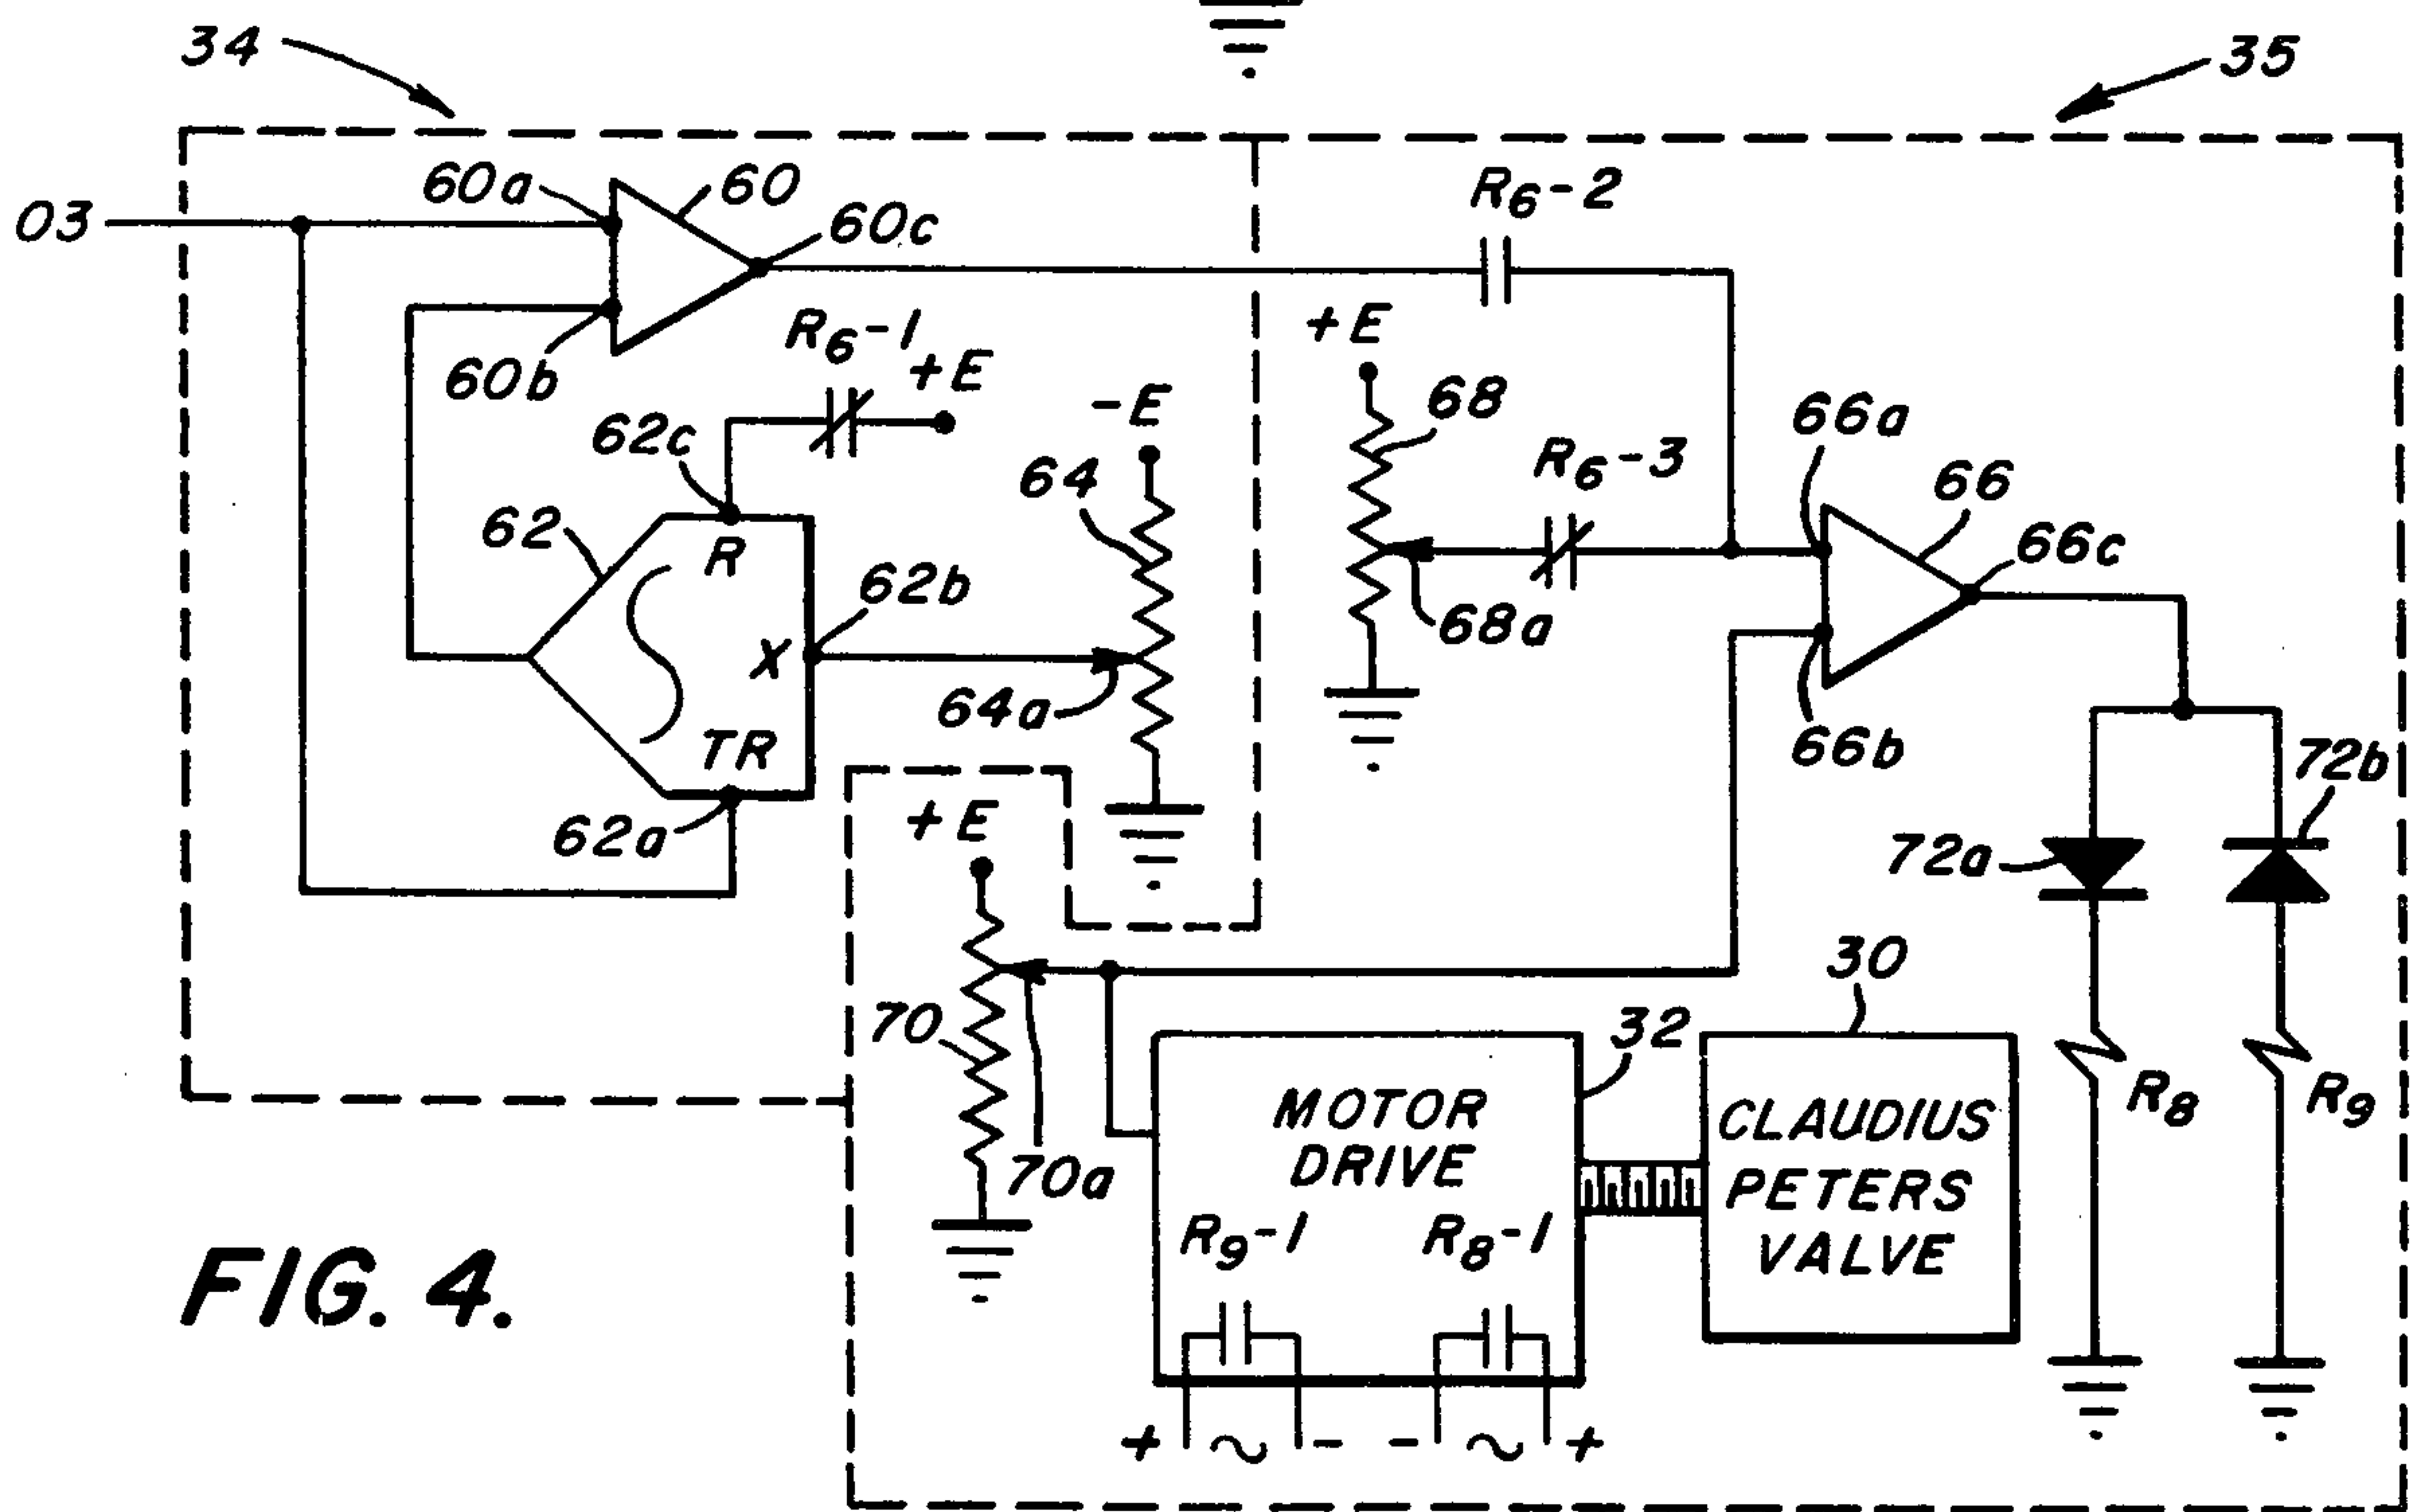 34
35
60a
60
R6-2
03
60c
+E
R6-1
+E
60b
-E
68
66a
62c
64
R6-3
66
62
R
62b
66c
68a
X
64a
TR
66b
72b
62a
+E
72a
30
32
70
MOTOR
DRIVE
CLAUDIUS
PETERS
VALVE
R8
R9
70a
R9-1
R8-1
FIG. 4.
+ ~ - - ~ +